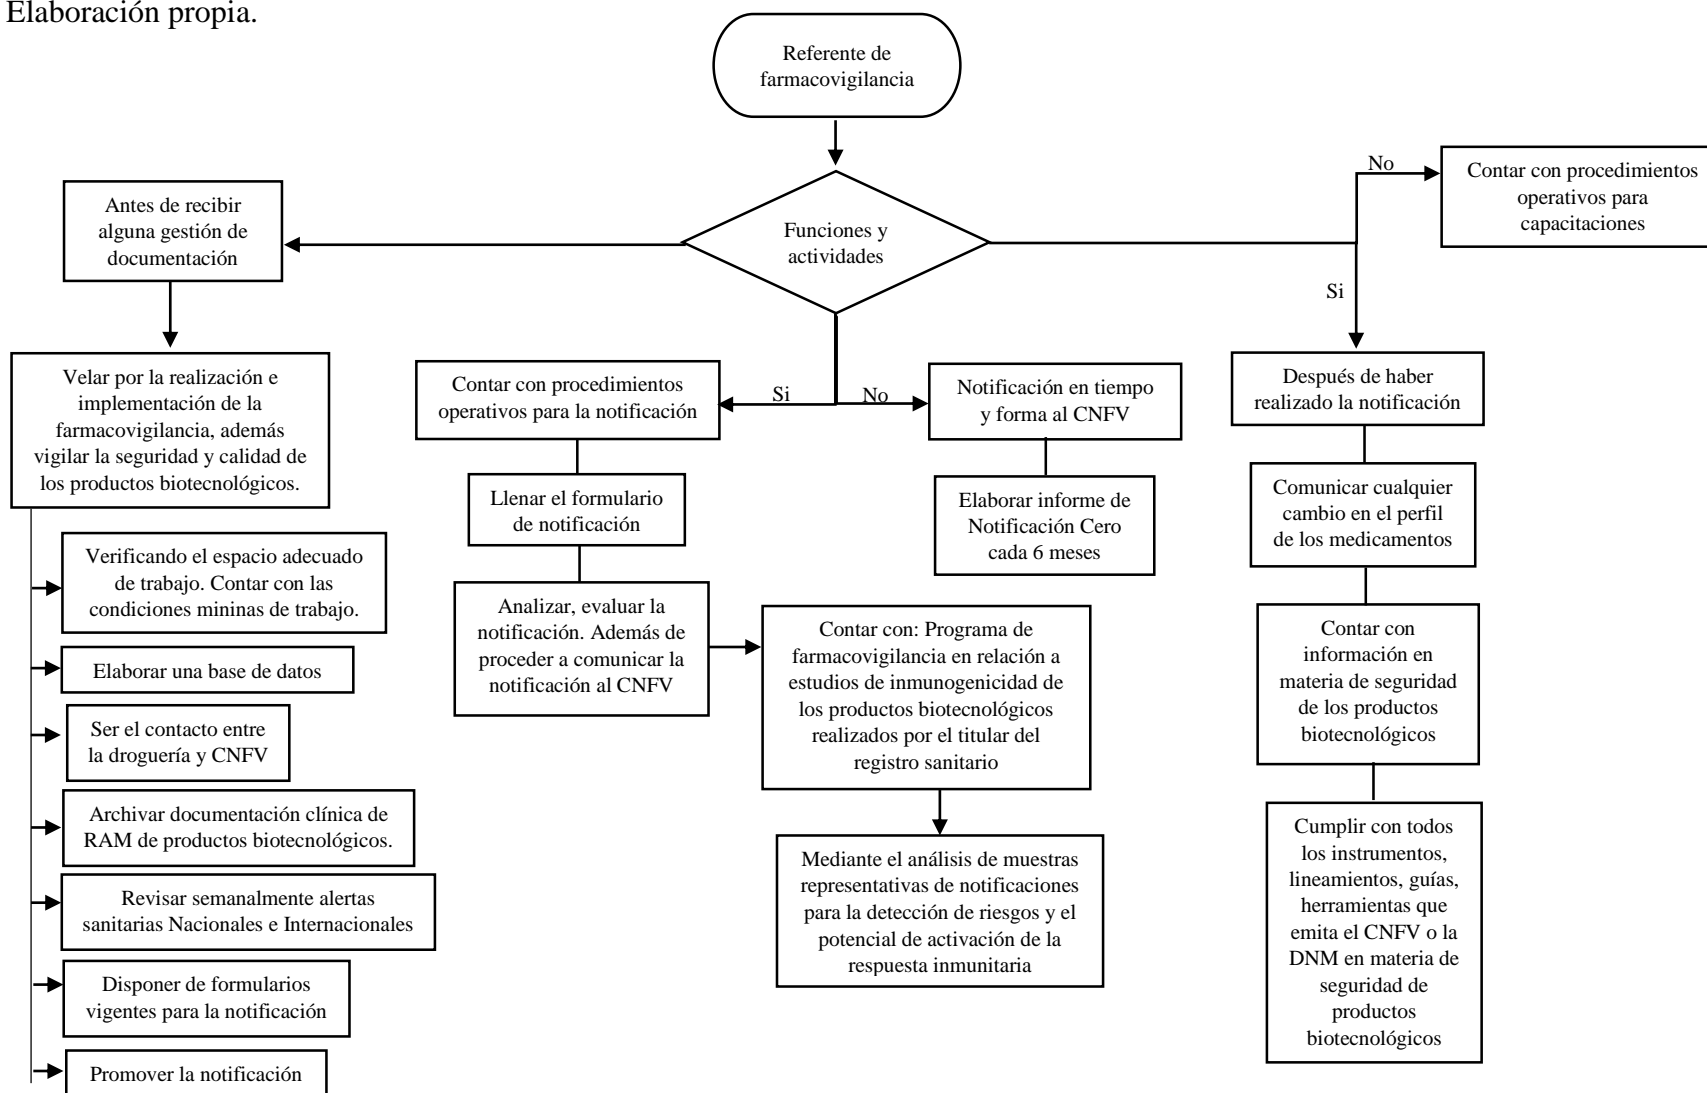 Elaboración propia.
Referente de
farmacovigilancia
Funciones y
actividades
Antes de recibir
alguna gestión de
documentación
Velar por la realización e
implementación de la
farmacovigilancia, además
vigilar la seguridad y calidad de
los productos biotecnológicos.
Verificando el espacio adecuado
de trabajo. Contar con las
condiciones mininas de trabajo.
Elaborar una base de datos
Ser el contacto entre
la droguería y CNFV
Archivar documentación clínica de
RAM de productos biotecnológicos.
Revisar semanalmente alertas
sanitarias Nacionales e Internacionales
Disponer de formularios
vigentes para la notificación
Promover la notificación
Si
Contar con procedimientos
operativos para la notificación
Llenar el formulario
de notificación
Analizar, evaluar la
notificación. Además de
proceder a comunicar la
notificación al CNFV
Contar con: Programa de
farmacovigilancia en relación a
estudios de inmunogenicidad de
los productos biotecnológicos
realizados por el titular del
registro sanitario
Mediante el análisis de muestras
representativas de notificaciones
para la detección de riesgos y el
potencial de activación de la
respuesta inmunitaria
No
Notificación en tiempo
y forma al CNFV
Elaborar informe de
Notificación Cero
cada 6 meses
No
Contar con procedimientos
operativos para
capacitaciones
Si
Después de haber
realizado la notificación
Comunicar cualquier
cambio en el perfil
de los medicamentos
Contar con
información en
materia de seguridad
de los productos
biotecnológicos
Cumplir con todos
los instrumentos,
lineamientos, guías,
herramientas que
emita el CNFV o la
DNM en materia de
seguridad de
productos
biotecnológicos